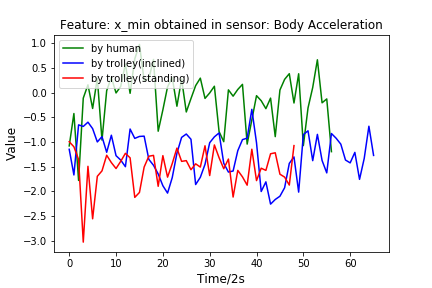 Feature: x_min obtained in sensor: Body Acceleration
by human
by trolley(inclined)
by trolley(standing)
1.0
0.5
0.0
−0.5
−1.0
−1.5
−2.0
−2.5
−3.0
Value
0 10 20 30 40 50 60
Time/2s